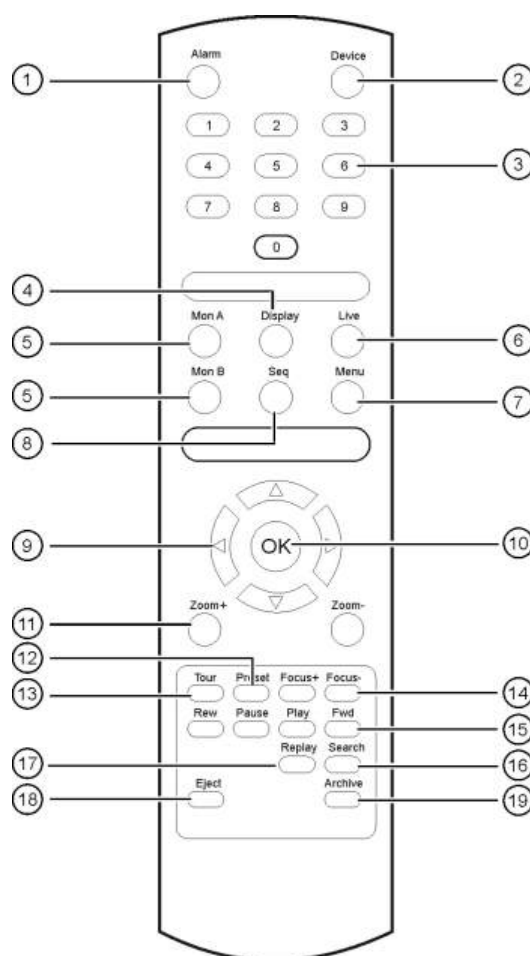 Alarm Device
1 2
1 2 3
4 5 6 3
7 8 9
0
4
Mon A Display Live
5 6
Mon B Seq Menu
5 7
8
9 OK 10
Zoom+ Zoom-
11
12
Tour Preset Focus+ Focus-
13 14
Rew Pause Play Fwd
15
Replay Search
17 16
Eject Archive
18 19